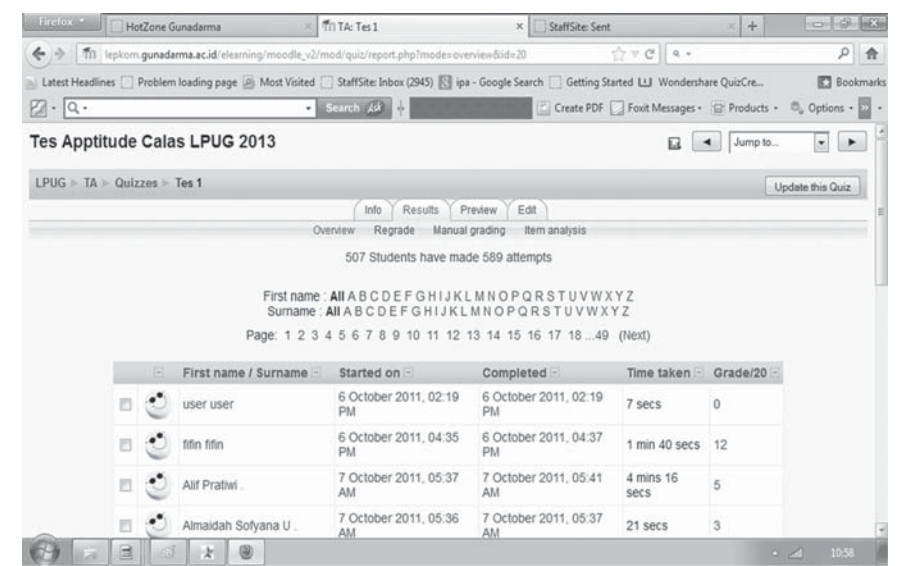 Firefox
HotZone Gunadarma × TA: Tes 1 × StaffSite: Sent × +
lepkom.gunadarma.ac.id/elearning/moodle_v2/mod/quiz/report.php?mode=overview&id=20
Latest Headlines Problem loading page Most Visited StaffSite: Inbox (2945) ipa - Google Search Getting Started Wondershare QuizCre... Bookmarks
Search Create PDF Foxit Messages Products Options
Tes Apptitude Calas LPUG 2013
Jump to...
LPUG TA Quizzes Tes 1
Update this Quiz
Info Results Preview Edit
Overview Regrade Manual grading Item analysis
507 Students have made 589 attempts
First name : All A B C D E F G H I J K L M N O P Q R S T U V W X Y Z
Surname : All A B C D E F G H I J K L M N O P Q R S T U V W X Y Z
Page: 1 2 3 4 5 6 7 8 9 10 11 12 13 14 15 16 17 18 ...49 (Next)
First name / Surname Started on Completed Time taken Grade/20
user user 6 October 2011, 02:19 PM 6 October 2011, 02:19 PM 7 secs 0
fifin fifin 6 October 2011, 04:35 PM 6 October 2011, 04:37 PM 1 min 40 secs 12
Alif Pratiwi . 7 October 2011, 05:37 AM 7 October 2011, 05:41 AM 4 mins 16 secs 5
Almaidah Sofyana U . 7 October 2011, 05:36 AM 7 October 2011, 05:37 AM 21 secs 3
10:58